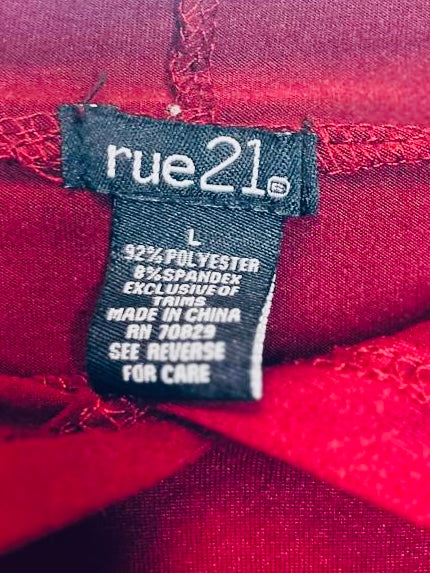 rue21®
L
92% POLYESTER
8% SPANDEX
EXCLUSIVE OF
TRIMS
MADE IN CHINA
RN 70829
SEE REVERSE
FOR CARE